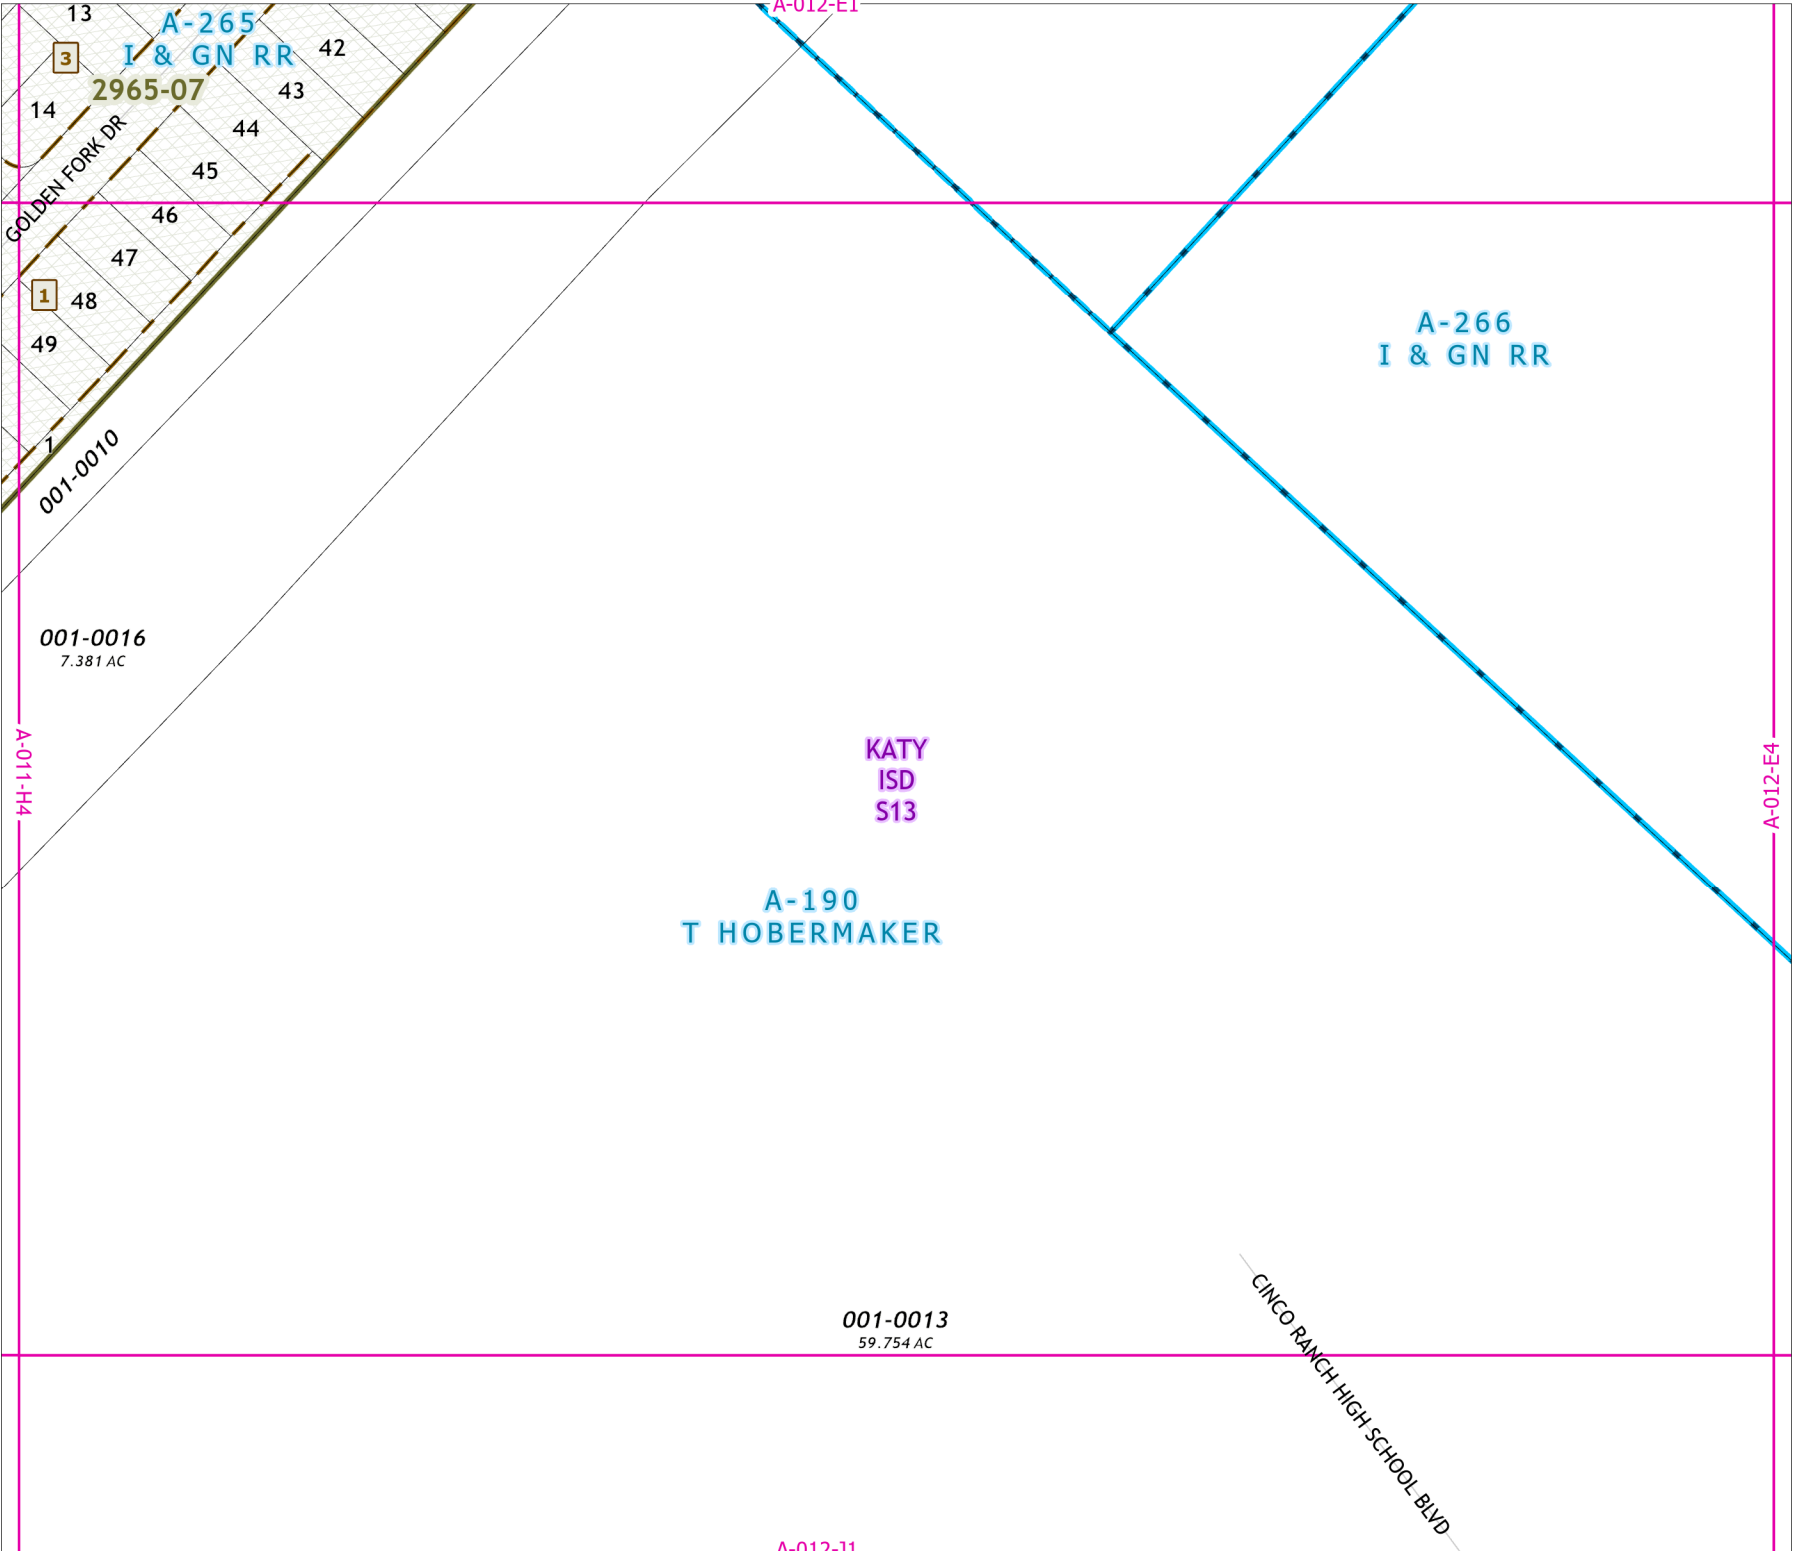 A-012-E1
13
A-265
I & GN RR
3
2965-07
42
43
14
44
GOLDEN FORK DR
45
46
47
1
48
49
1
001-0010
A-266
I & GN RR
001-0016
7.381 AC
A-011-H4
KATY
ISD
S13
A-012-E4
A-190
T HOBERMAKER
001-0013
59.754 AC
CINCO RANCH HIGH SCHOOL BLVD
A-012-J1